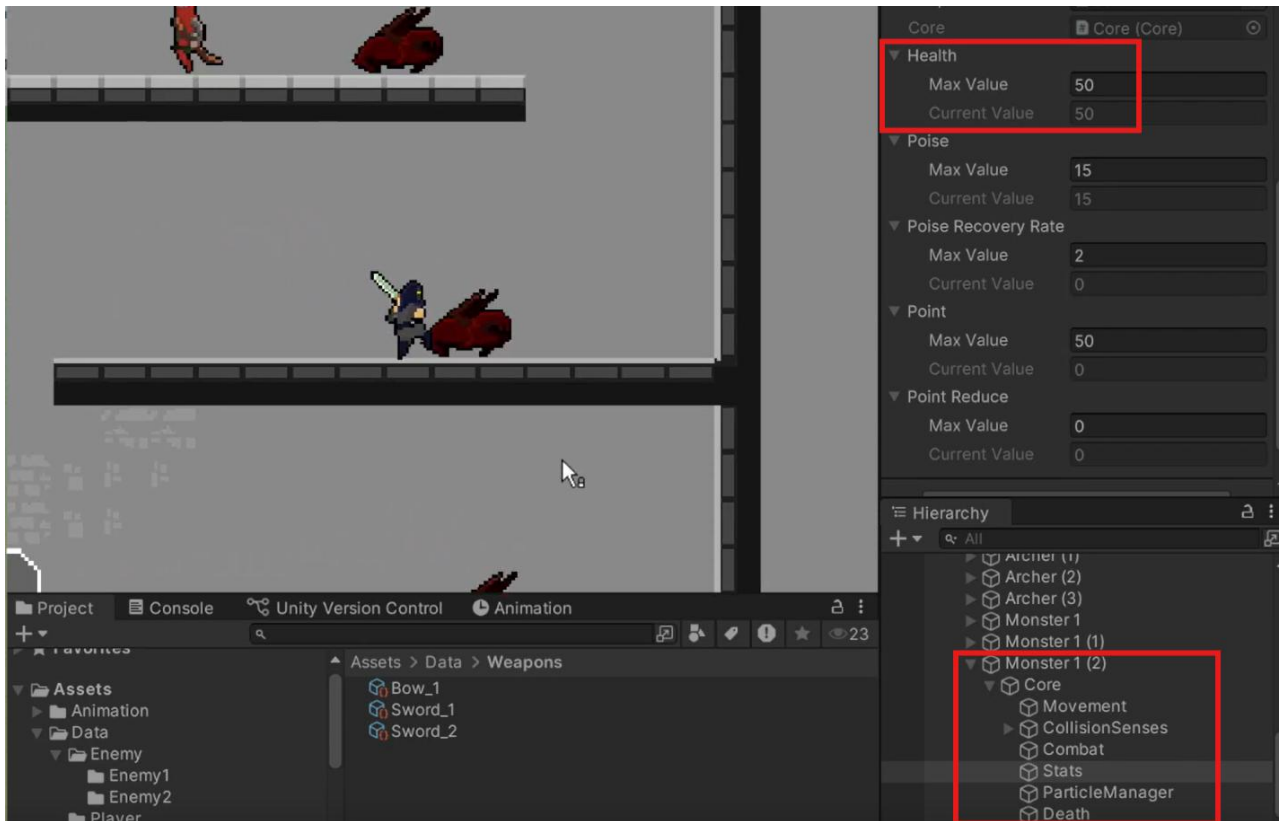 Core
Core (Core)
Health
Max Value 50
Current Value 50
Poise
Max Value 15
Current Value 15
Poise Recovery Rate
Max Value 2
Current Value 0
Point
Max Value 50
Current Value 0
Point Reduce
Max Value 0
Current Value 0
Hierarchy
All
Archer (1)
Archer (2)
Archer (3)
Monster 1
Monster 1 (1)
Monster 1 (2)
Core
Movement
CollisionSenses
Combat
Stats
ParticleManager
Death
Project Console Unity Version Control Animation
23
Favorites
Assets
Animation
Data
Enemy
Enemy1
Enemy2
Player
Assets > Data > Weapons
Bow_1
Sword_1
Sword_2